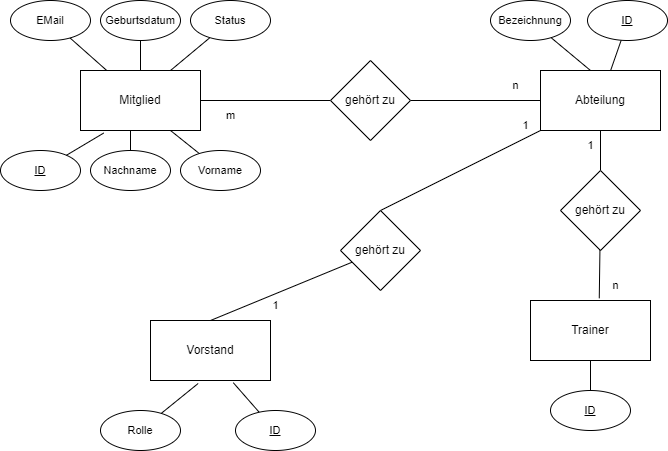 EMail
Geburtsdatum
Status
Bezeichnung
ID
Mitglied
gehört zu
n
Abteilung
m
1
1
ID
Nachname
Vorname
gehört zu
gehört zu
n
1
Trainer
Vorstand
ID
Rolle
ID